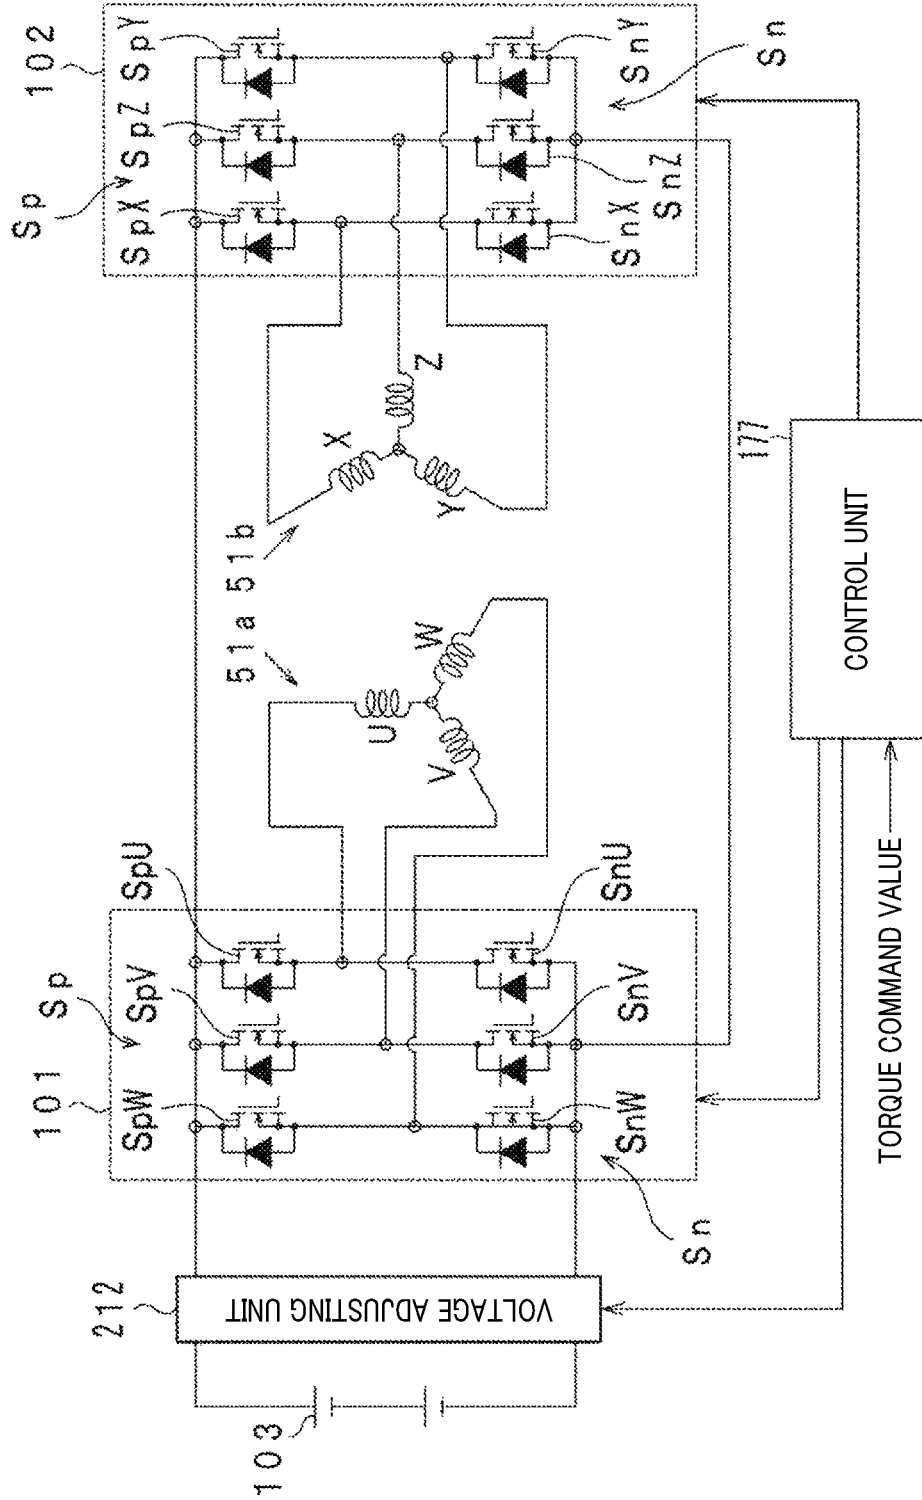 103
212
VOLTAGE ADJUSTING UNIT
101
Sp
SpW
SpV
SpU
SnW
SnV
SnU
Sn
51a
51b
U
V
W
X
Y
Z
102
Sp
SpX
SpZ
SpY
SnX
SnZ
SnY
Sn
177
CONTROL UNIT
TORQUE COMMAND VALUE